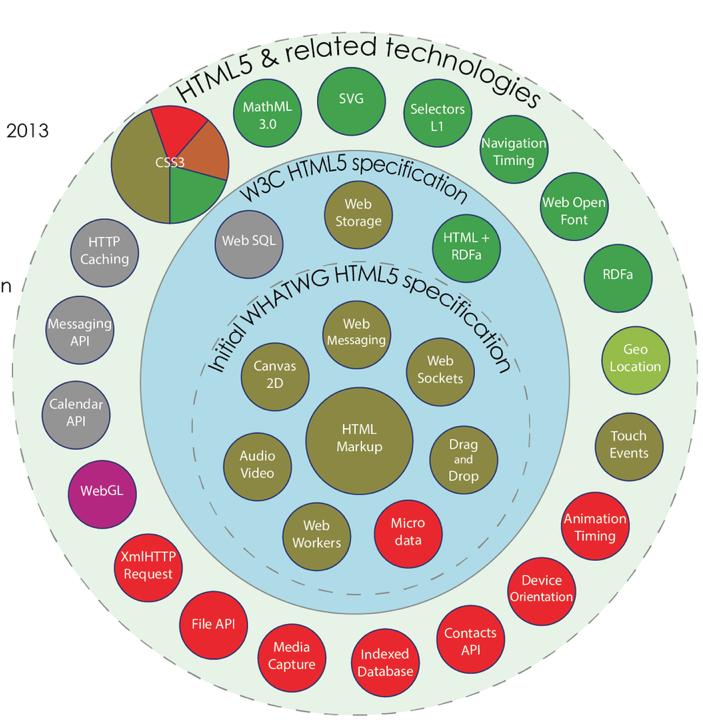 HTML5 & related technologies
2013
n
CSS3
MathML
3.0
SVG
Selectors
L1
Navigation
Timing
Web Open
Font
RDFa
Geo
Location
Touch
Events
Animation
Timing
Device
Orientation
Contacts
API
Indexed
Database
Media
Capture
File API
XmlHTTP
Request
WebGL
Calendar
API
Messaging
API
HTTP
Caching
W3C HTML5 specification
Web SQL
Web
Storage
HTML +
RDFa
Initial WHATWG HTML5 specification
Web
Messaging
Canvas
2D
Web
Sockets
HTML
Markup
Audio
Video
Drag
and
Drop
Web
Workers
Micro
data